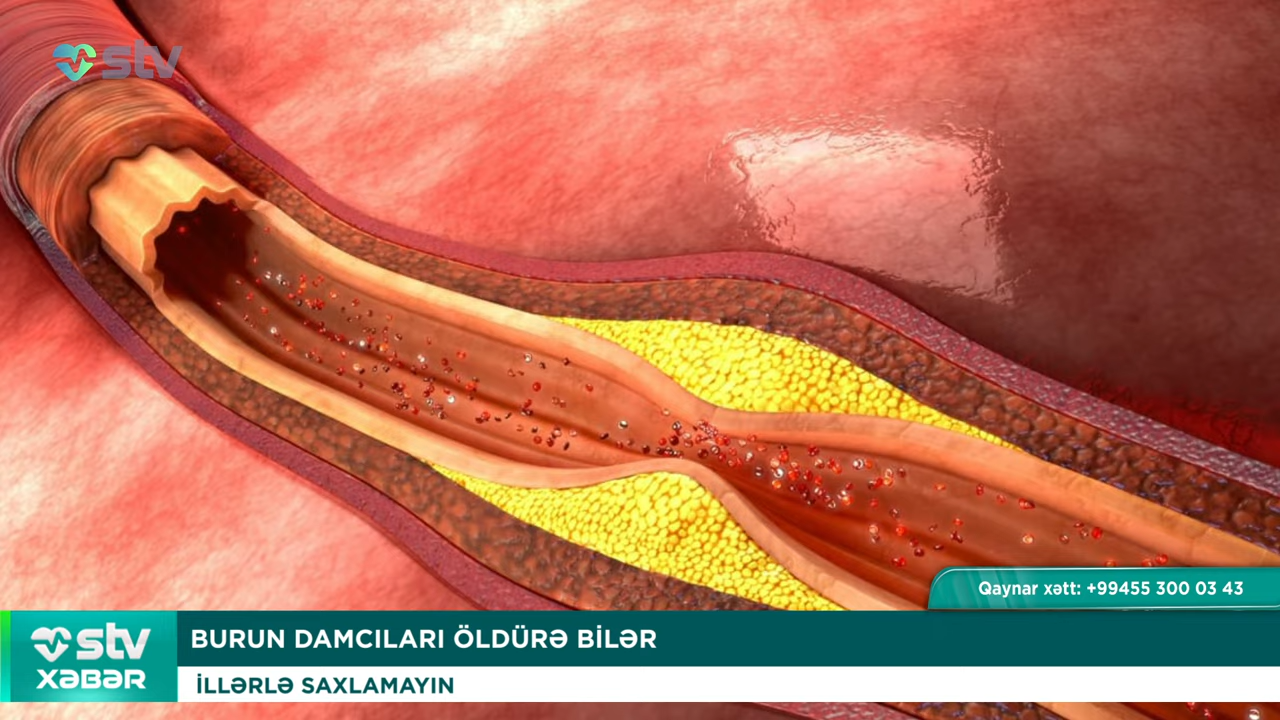 stv
Qaynar xətt: +99455 300 03 43
stv
XƏBƏR
BURUN DAMCILARI ÖLDÜRƏ BİLƏR
İLLƏRLƏ SAXLAMAYIN